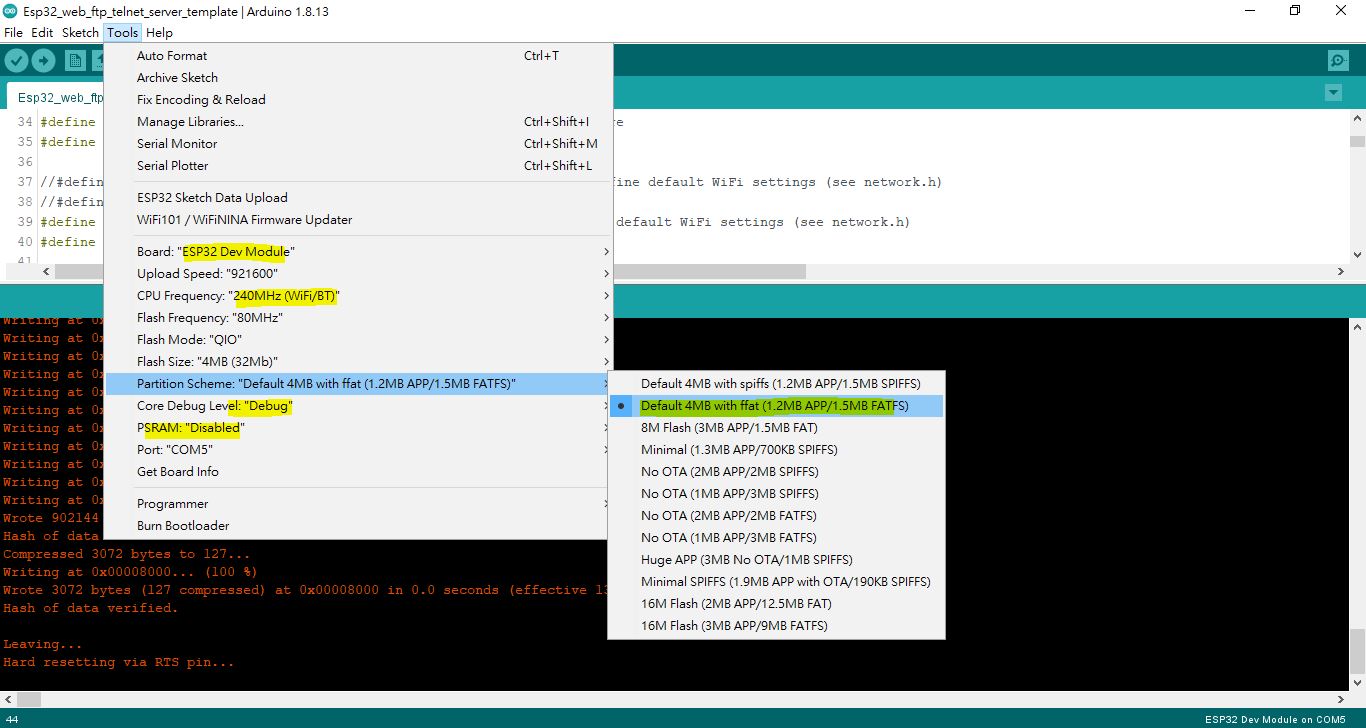 Esp32_web_ftp_telnet_server_template | Arduino 1.8.13
File Edit Sketch Tools Help
Esp32_web_ftp
Auto Format Ctrl+T
Archive Sketch
Fix Encoding & Reload
Manage Libraries... Ctrl+Shift+I
Serial Monitor Ctrl+Shift+M
Serial Plotter Ctrl+Shift+L
ESP32 Sketch Data Upload
WiFi101 / WiFiNINA Firmware Updater
Board: "ESP32 Dev Module"
Upload Speed: "921600"
CPU Frequency: "240MHz (WiFi/BT)"
Flash Frequency: "80MHz"
Flash Mode: "QIO"
Flash Size: "4MB (32Mb)"
Partition Scheme: "Default 4MB with ffat (1.2MB APP/1.5MB FATFS)"
Core Debug Level: "Debug"
PSRAM: "Disabled"
Port: "COM5"
Get Board Info
Programmer
Burn Bootloader
Default 4MB with spiffs (1.2MB APP/1.5MB SPIFFS)
Default 4MB with ffat (1.2MB APP/1.5MB FATFS)
8M Flash (3MB APP/1.5MB FAT)
Minimal (1.3MB APP/700KB SPIFFS)
No OTA (2MB APP/2MB SPIFFS)
No OTA (1MB APP/3MB SPIFFS)
No OTA (2MB APP/2MB FATFS)
No OTA (1MB APP/3MB FATFS)
Huge APP (3MB No OTA/1MB SPIFFS)
Minimal SPIFFS (1.9MB APP with OTA/190KB SPIFFS)
16M Flash (2MB APP/12.5MB FAT)
16M Flash (3MB APP/9MB FATFS)
34 #define re
35 #define
36
37 //#defin fine default WiFi settings (see network.h)
38 //#defin
39 #define default WiFi settings (see network.h)
40 #define
41
Writing at 0x
Writing at 0x
Writing at 0x
Writing at 0x
Writing at 0x
Writing at 0x
Writing at 0x
Writing at 0x
Writing at 0x
Writing at 0x
Writing at 0x
Wrote 902144
Hash of data
Compressed 3072 bytes to 127...
Writing at 0x00008000... (100 %)
Wrote 3072 bytes (127 compressed) at 0x00008000 in 0.0 seconds (effective 13
Hash of data verified.
Leaving...
Hard resetting via RTS pin...
44 ESP32 Dev Module on COM5